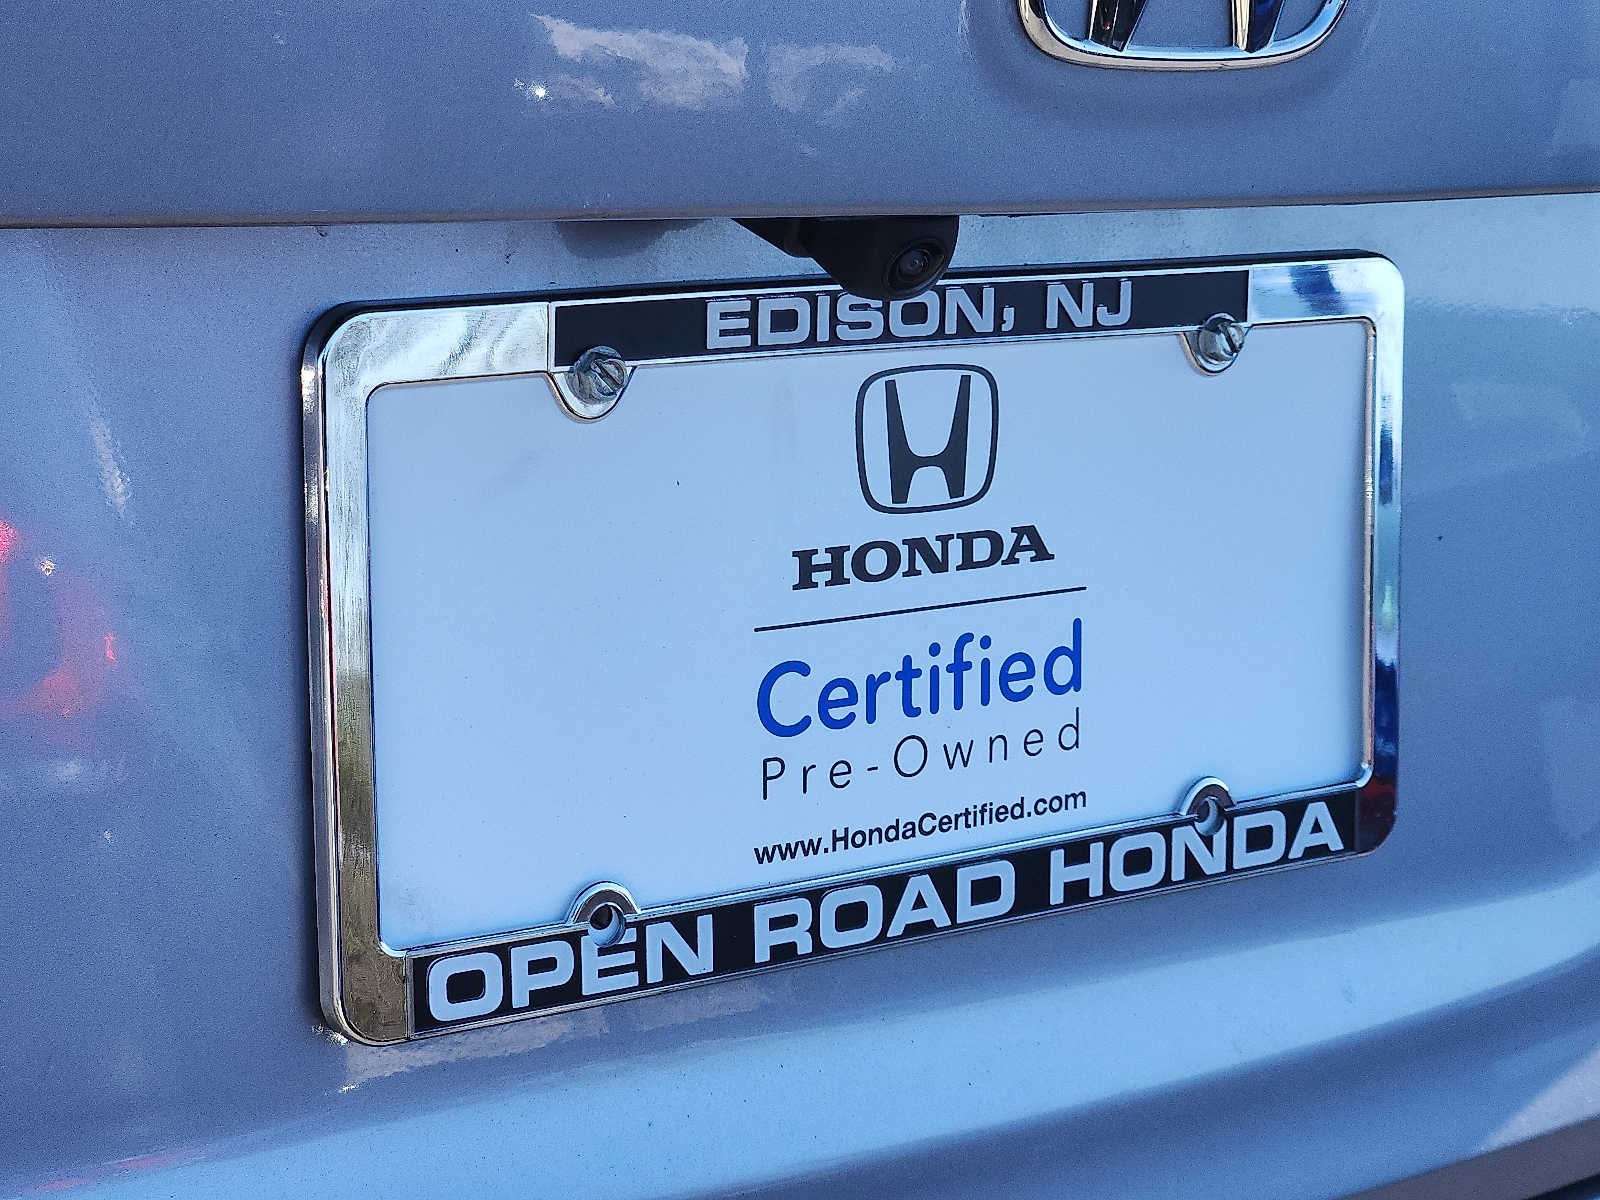 EDISON, NJ
HONDA
Certified
Pre-Owned
www.HondaCertified.com
OPEN ROAD HONDA